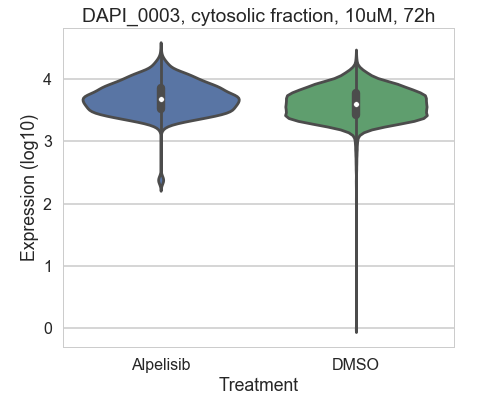 DAPI_0003, cytosolic fraction, 10uM, 72h
Expression (log10)
4
3
2
1
0
Alpelisib DMSO
Treatment